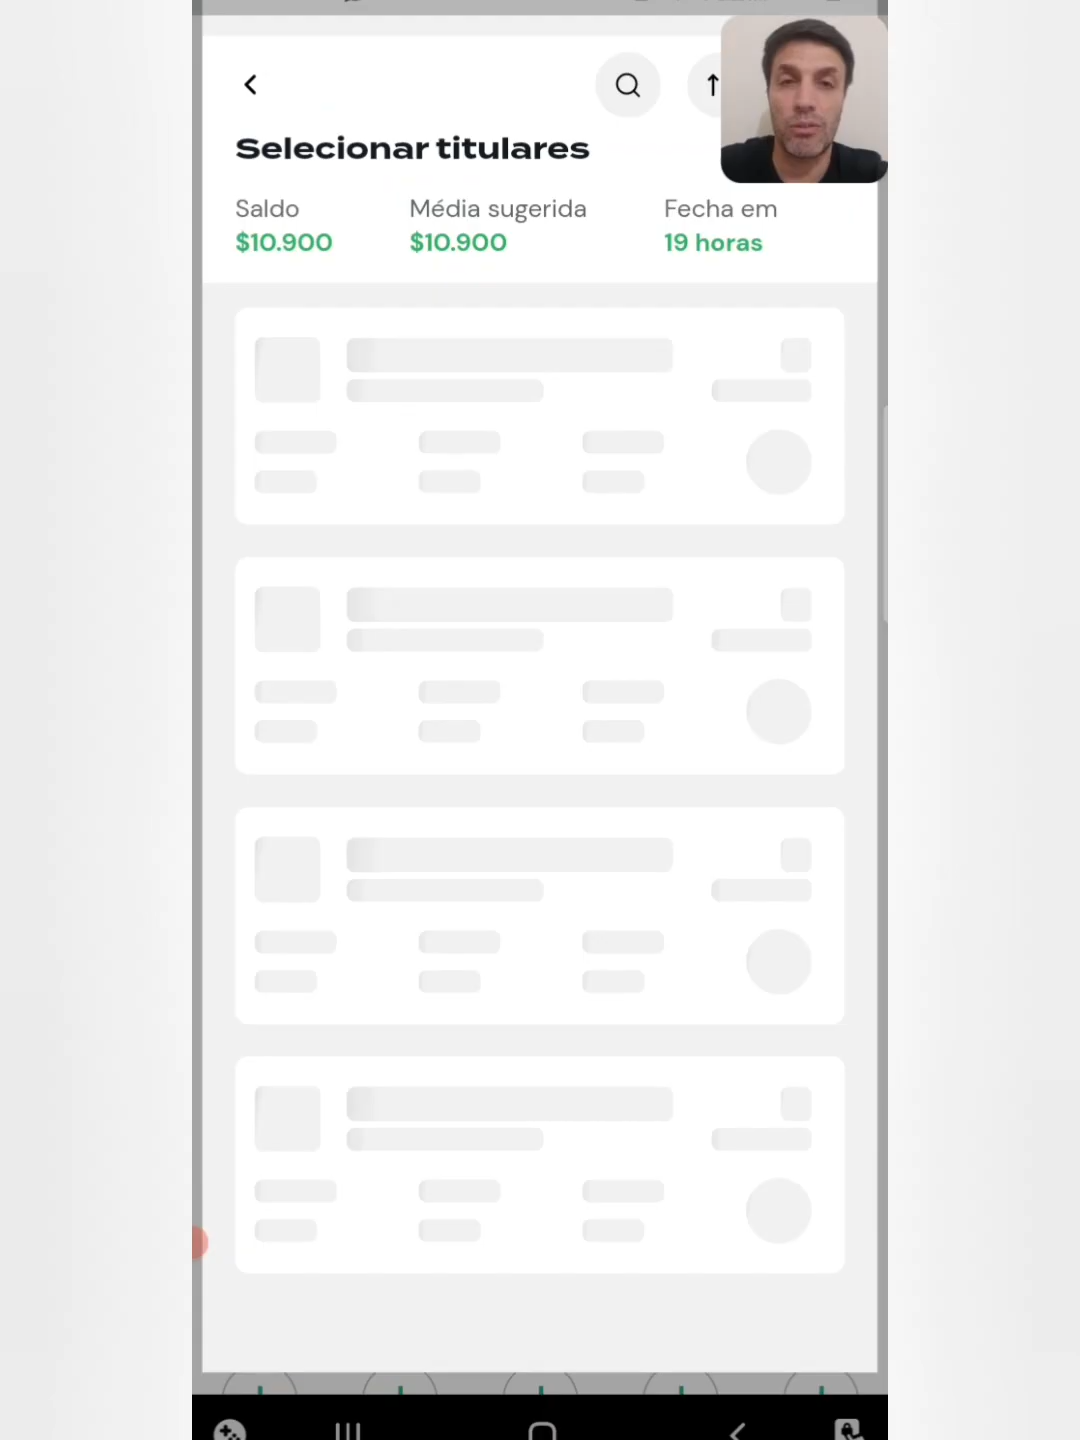 Selecionar titulares
Saldo
Média sugerida
Fecha em
$10.900
$10.900
19 horas